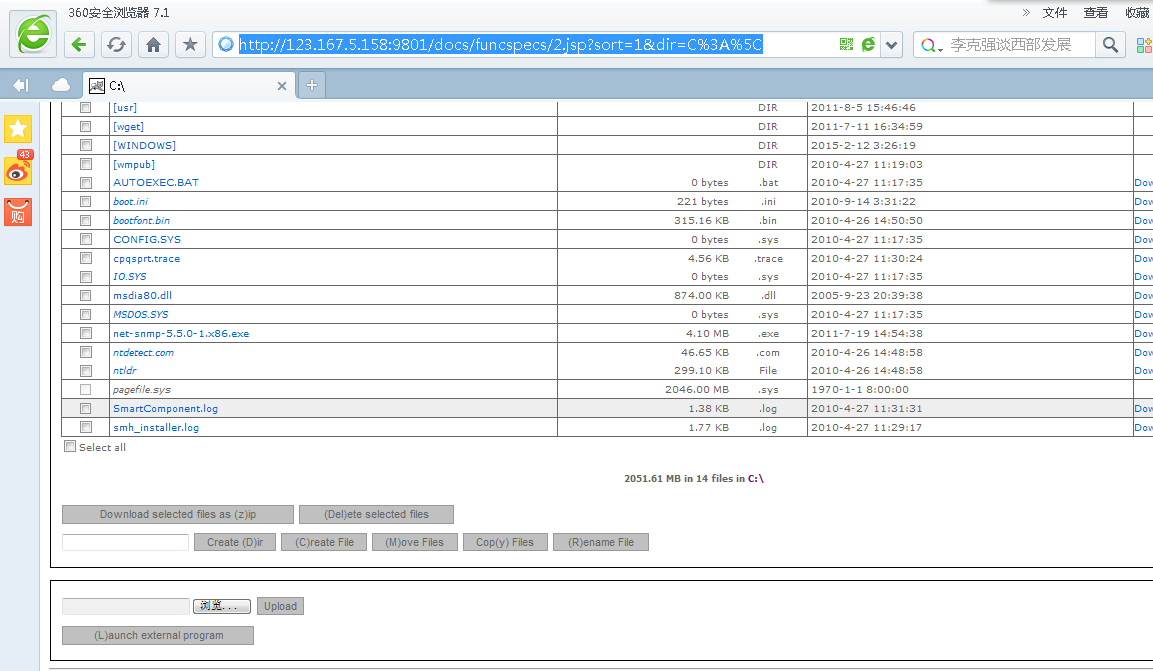 360安全浏览器 7.1
» 文件 查看 收藏
http://123.167.5.158:9801/docs/funcspecs/2.jsp?sort=1&dir=C%3A%5C
李克强谈西部发展
C:\
43
购
[usr] DIR 2011-8-5 15:46:46
[wget] DIR 2011-7-11 16:34:59
[WINDOWS] DIR 2015-2-12 3:26:19
[wmpub] DIR 2010-4-27 11:19:03
AUTOEXEC.BAT 0 bytes .bat 2010-4-27 11:17:35 Dow
boot.ini 221 bytes .ini 2010-9-14 3:31:22 Dow
bootfont.bin 315.16 KB .bin 2010-4-26 14:50:50 Dow
CONFIG.SYS 0 bytes .sys 2010-4-27 11:17:35 Dow
cpqsprt.trace 4.56 KB .trace 2010-4-27 11:30:24 Dow
IO.SYS 0 bytes .sys 2010-4-27 11:17:35 Dow
msdia80.dll 874.00 KB .dll 2005-9-23 20:39:38 Dow
MSDOS.SYS 0 bytes .sys 2010-4-27 11:17:35 Dow
net-snmp-5.5.0-1.x86.exe 4.10 MB .exe 2011-7-19 14:54:38 Dow
ntdetect.com 46.65 KB .com 2010-4-26 14:48:58 Dow
ntldr 299.10 KB File 2010-4-26 14:48:58 Dow
pagefile.sys 2046.00 MB .sys 1970-1-1 8:00:00
SmartComponent.log 1.38 KB .log 2010-4-27 11:31:31 Dow
smh_installer.log 1.77 KB .log 2010-4-27 11:29:17 Dow
Select all
2051.61 MB in 14 files in C:\
Download selected files as (z)ip (Del)ete selected files
Create (D)ir (C)reate File (M)ove Files Cop(y) Files (R)ename File
浏览... Upload
(L)aunch external program